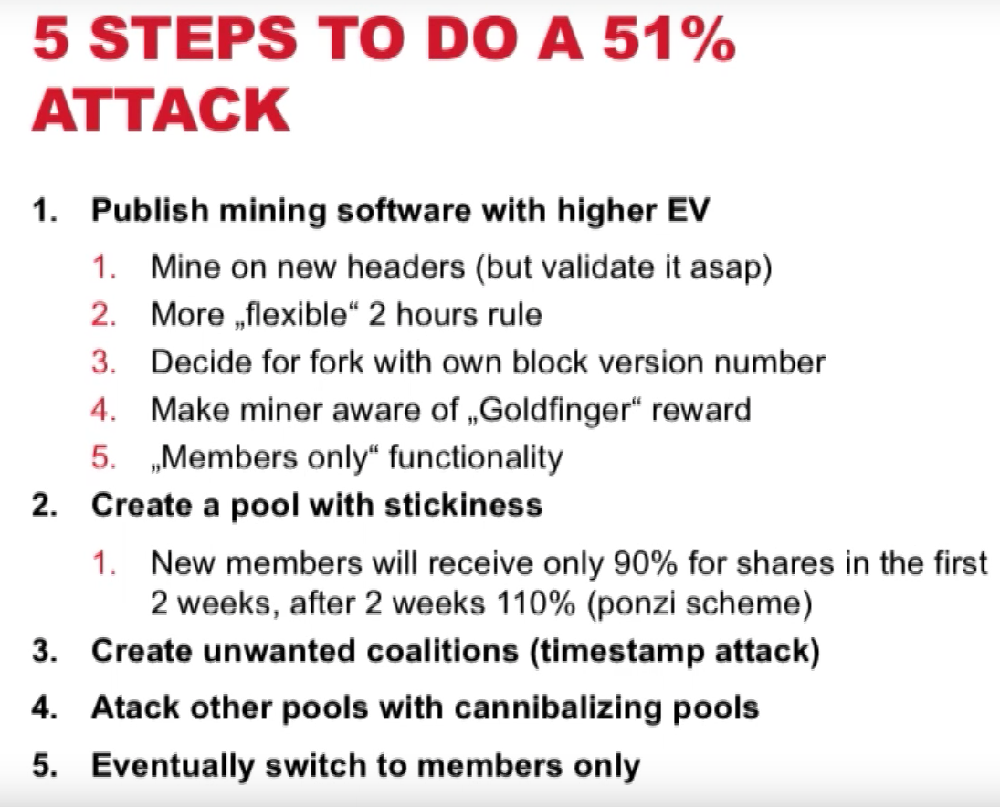 5 STEPS TO DO A 51%
ATTACK
1. Publish mining software with higher EV
1. Mine on new headers (but validate it asap)
2. More „flexible“ 2 hours rule
3. Decide for fork with own block version number
4. Make miner aware of „Goldfinger“ reward
5. „Members only“ functionality
2. Create a pool with stickiness
1. New members will receive only 90% for shares in the first
2 weeks, after 2 weeks 110% (ponzi scheme)
3. Create unwanted coalitions (timestamp attack)
4. Atack other pools with cannibalizing pools
5. Eventually switch to members only